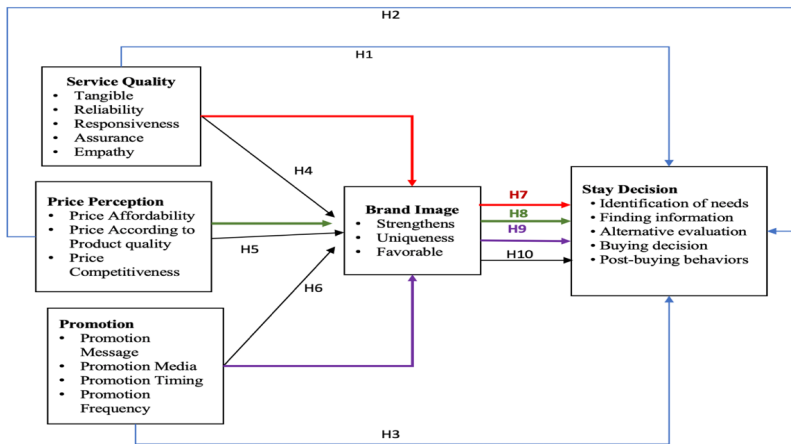 H2
H1
Service Quality
• Tangible
• Reliability
• Responsiveness
• Assurance
• Empathy
H4
Price Perception
• Price Affordability
• Price According to
Product quality
• Price
Competitiveness
H5
H6
Promotion
• Promotion
Message
• Promotion Media
• Promotion Timing
• Promotion
Frequency
Brand Image
• Strengthens
• Uniqueness
• Favorable
H7
H8
H9
H10
Stay Decision
• Identification of needs
• Finding information
• Alternative evaluation
• Buying decision
• Post-buying behaviors
H3